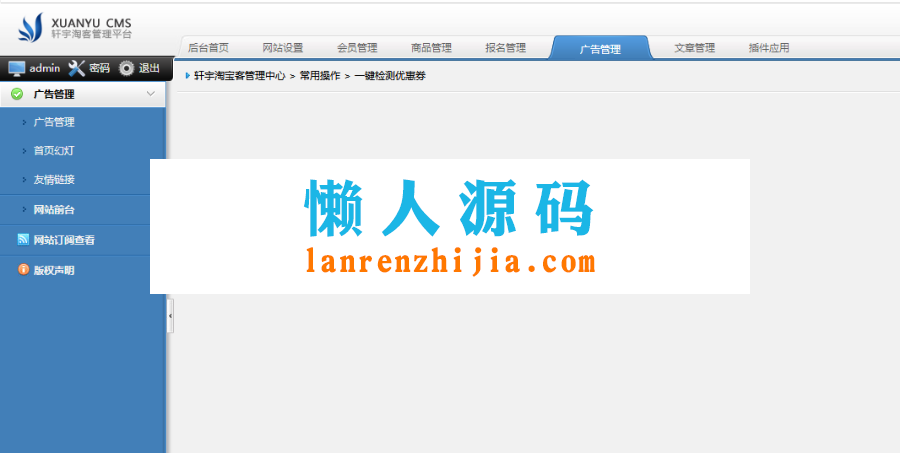 XUANYU CMS
轩宇淘客管理平台
后台首页 网站设置 会员管理 商品管理 报名管理 广告管理 文章管理 插件应用
admin 密码 退出
轩宇淘宝客管理中心 > 常用操作 > 一键检测优惠券
广告管理
广告管理
首页幻灯
友情链接
网站前台
网站订阅查看
版权声明
懒人源码
lanrenzhijia.com